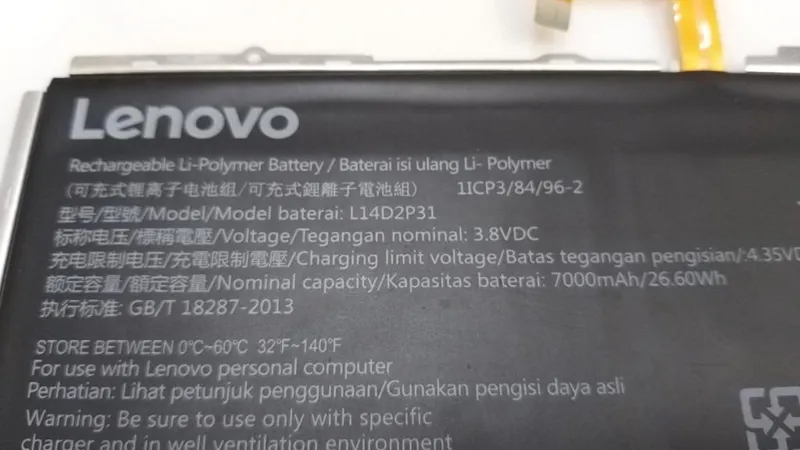 Lenovo
Rechargeable Li-Polymer Battery / Baterai isi ulang Li- Polymer
(可充式锂离子电池组/可充式鋰離子電池組) 1ICP3/84/96-2
型号/型號/Model/Model baterai: L14D2P31
标称电压/標稱電壓/Voltage/Tegangan nominal: 3.8VDC
充电限制电压/充電限制電壓/Charging limit voltage/Batas tegangan pengisian/:4.35VD
额定容量/額定容量/Nominal capacity/Kapasitas baterai: 7000mAh/26.60Wh
执行标准: GB/T 18287-2013
STORE BETWEEN 0℃~60℃ 32℉~140℉
For use with Lenovo personal computer
Perhatian: Lihat petunjuk penggunaan/Gunakan pengisi daya asli
Warning: Be sure to use only with specific
charger and in well ventilation environment